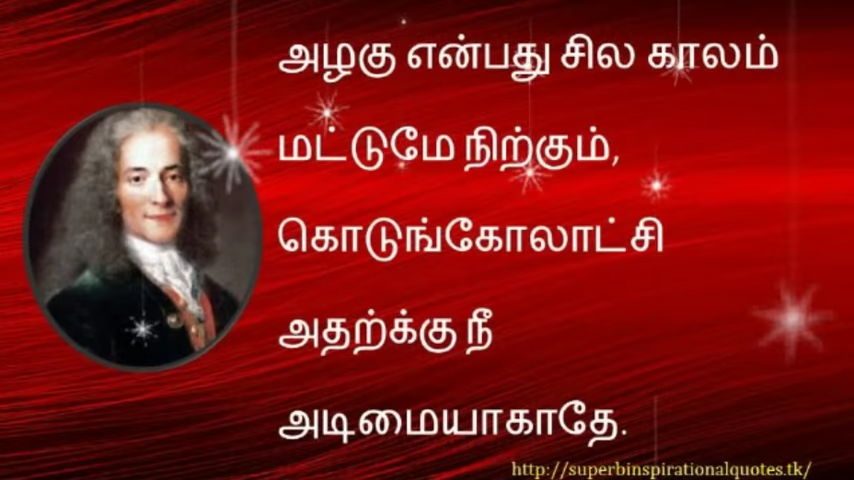 அழகு என்பது சில காலம்
மட்டுமே நிற்கும்,
கொடுங்கோலாட்சி
அதற்க்கு நீ
அடிமையாகாதே.
http://superbinspirationalquotes.tk/